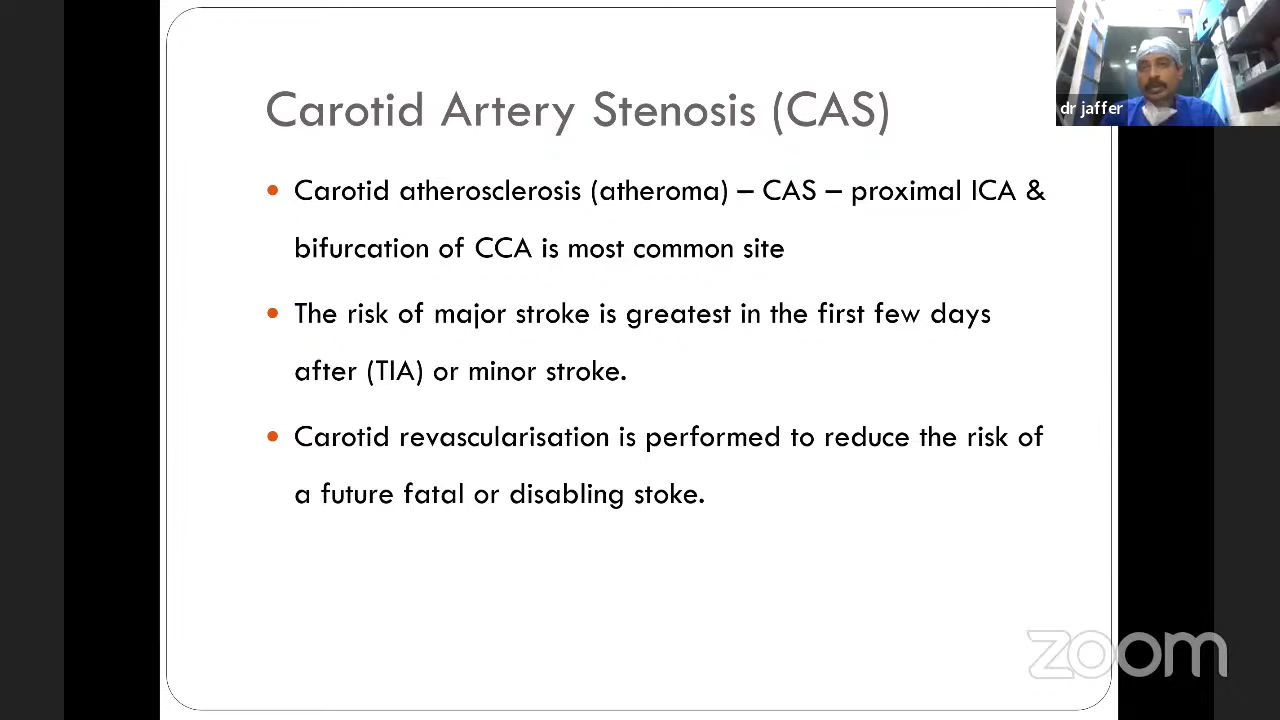 Carotid Artery Stenosis (CAS)
dr jaffer
• Carotid atherosclerosis (atheroma) – CAS – proximal ICA &
bifurcation of CCA is most common site
• The risk of major stroke is greatest in the first few days
after (TIA) or minor stroke.
• Carotid revascularisation is performed to reduce the risk of
a future fatal or disabling stoke.
zoom